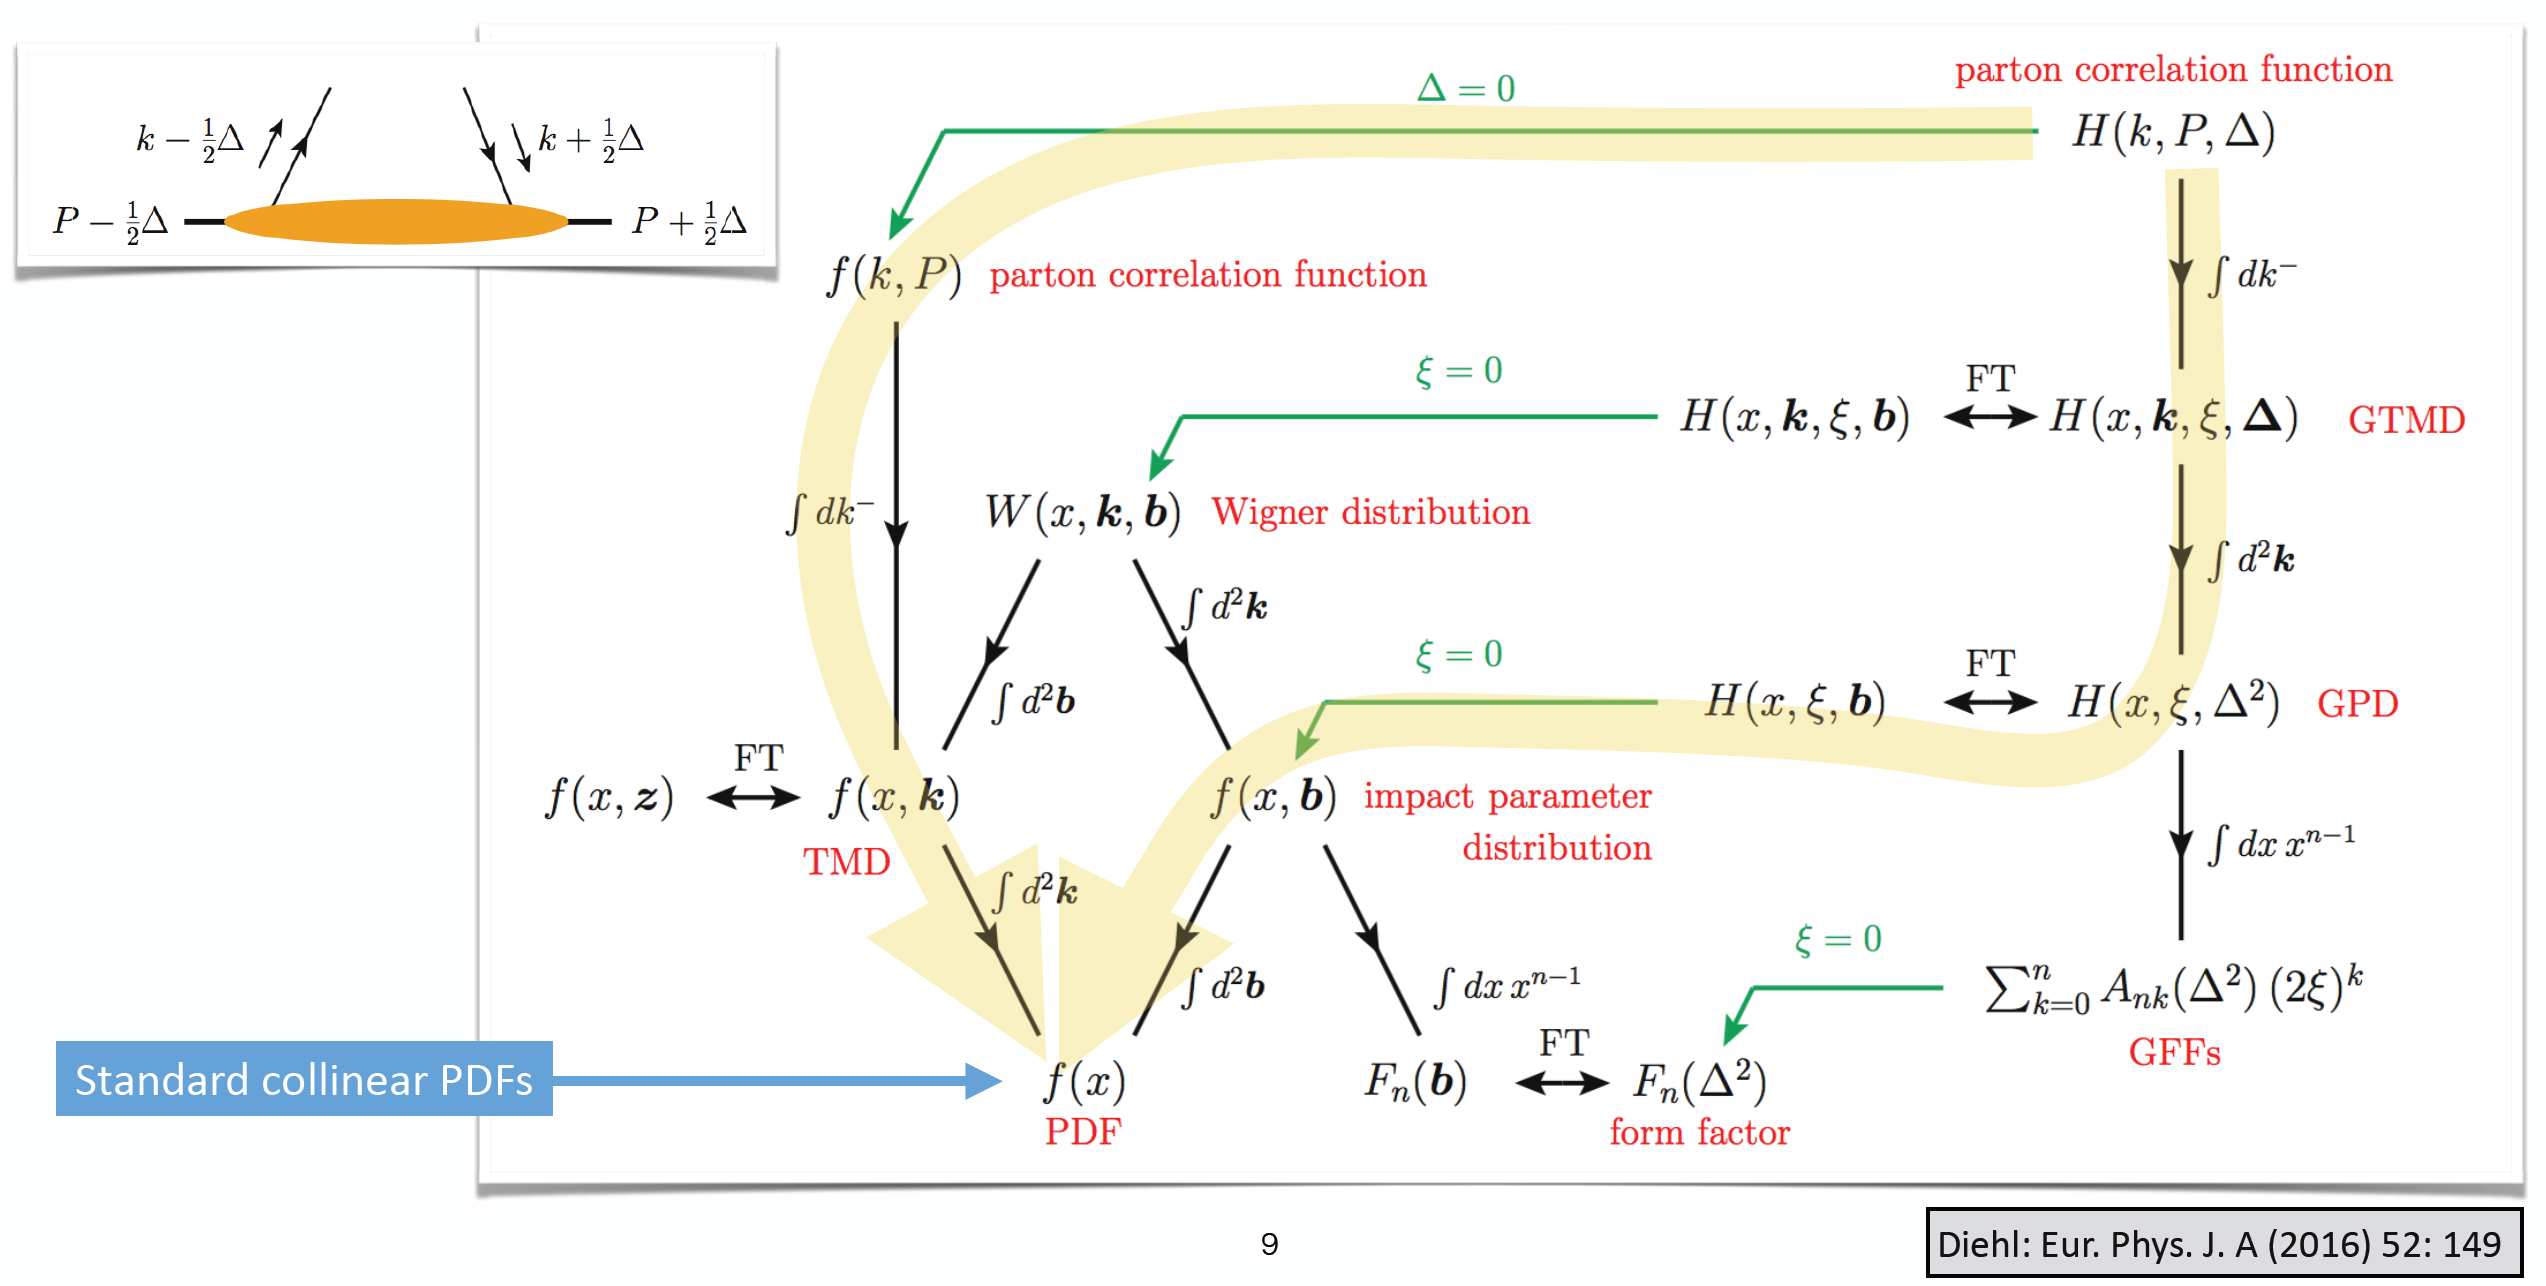 k − ½Δ
k + ½Δ
P − ½Δ
P + ½Δ
parton correlation function
Δ = 0
H(k, P, Δ)
f(k, P) parton correlation function
∫ dk⁻
ξ = 0
FT
H(x, k, ξ, b)
H(x, k, ξ, Δ) GTMD
∫ dk⁻
W(x, k, b) Wigner distribution
∫ d²k
∫ d²k
ξ = 0
FT
∫ d²b
H(x, ξ, b)
H(x, ξ, Δ²) GPD
FT
f(x, z)
f(x, k)
TMD
f(x, b) impact parameter
distribution
∫ dx xⁿ⁻¹
∫ d²k
ξ = 0
∫ d²b
∫ dx xⁿ⁻¹
∑ⁿₖ₌₀ Aₙₖ(Δ²) (2ξ)ᵏ
GFFs
FT
Standard collinear PDFs
f(x)
PDF
Fₙ(b)
Fₙ(Δ²)
form factor
9
Diehl: Eur. Phys. J. A (2016) 52: 149